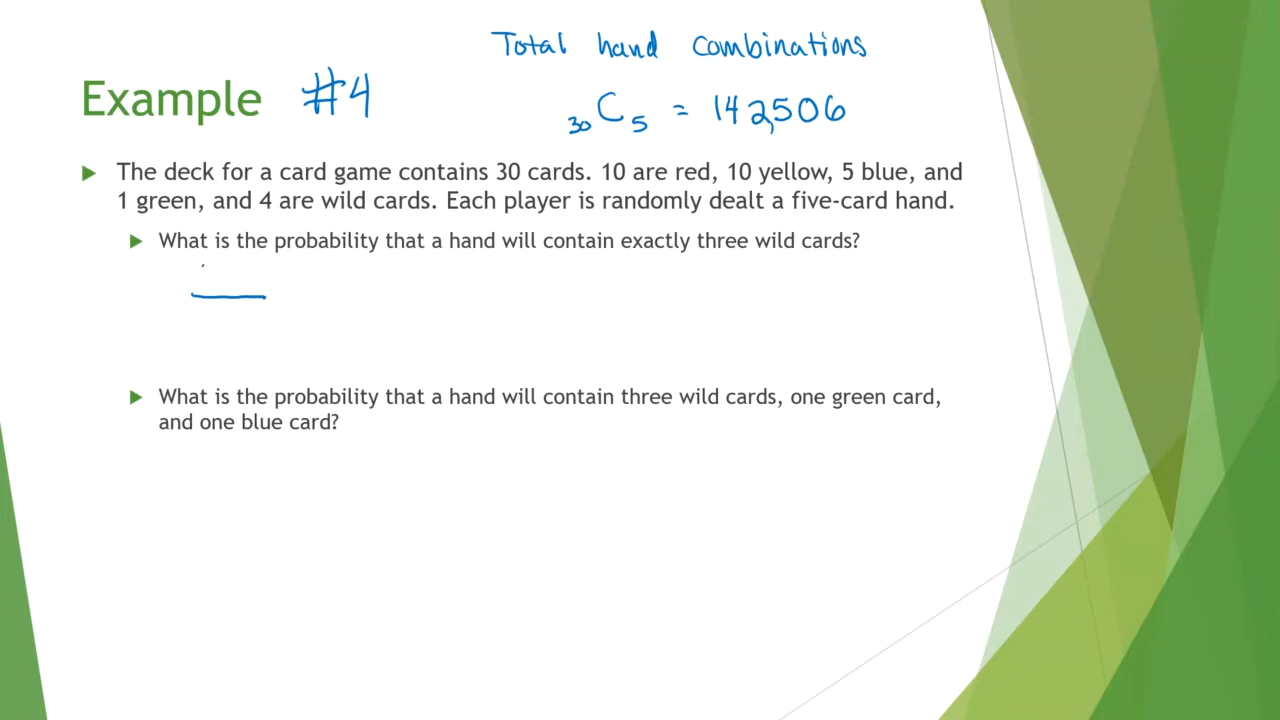 Total hand combinations
Example #4
30C5 = 142,506
The deck for a card game contains 30 cards. 10 are red, 10 yellow, 5 blue, and
1 green, and 4 are wild cards. Each player is randomly dealt a five-card hand.
What is the probability that a hand will contain exactly three wild cards?
What is the probability that a hand will contain three wild cards, one green card,
and one blue card?